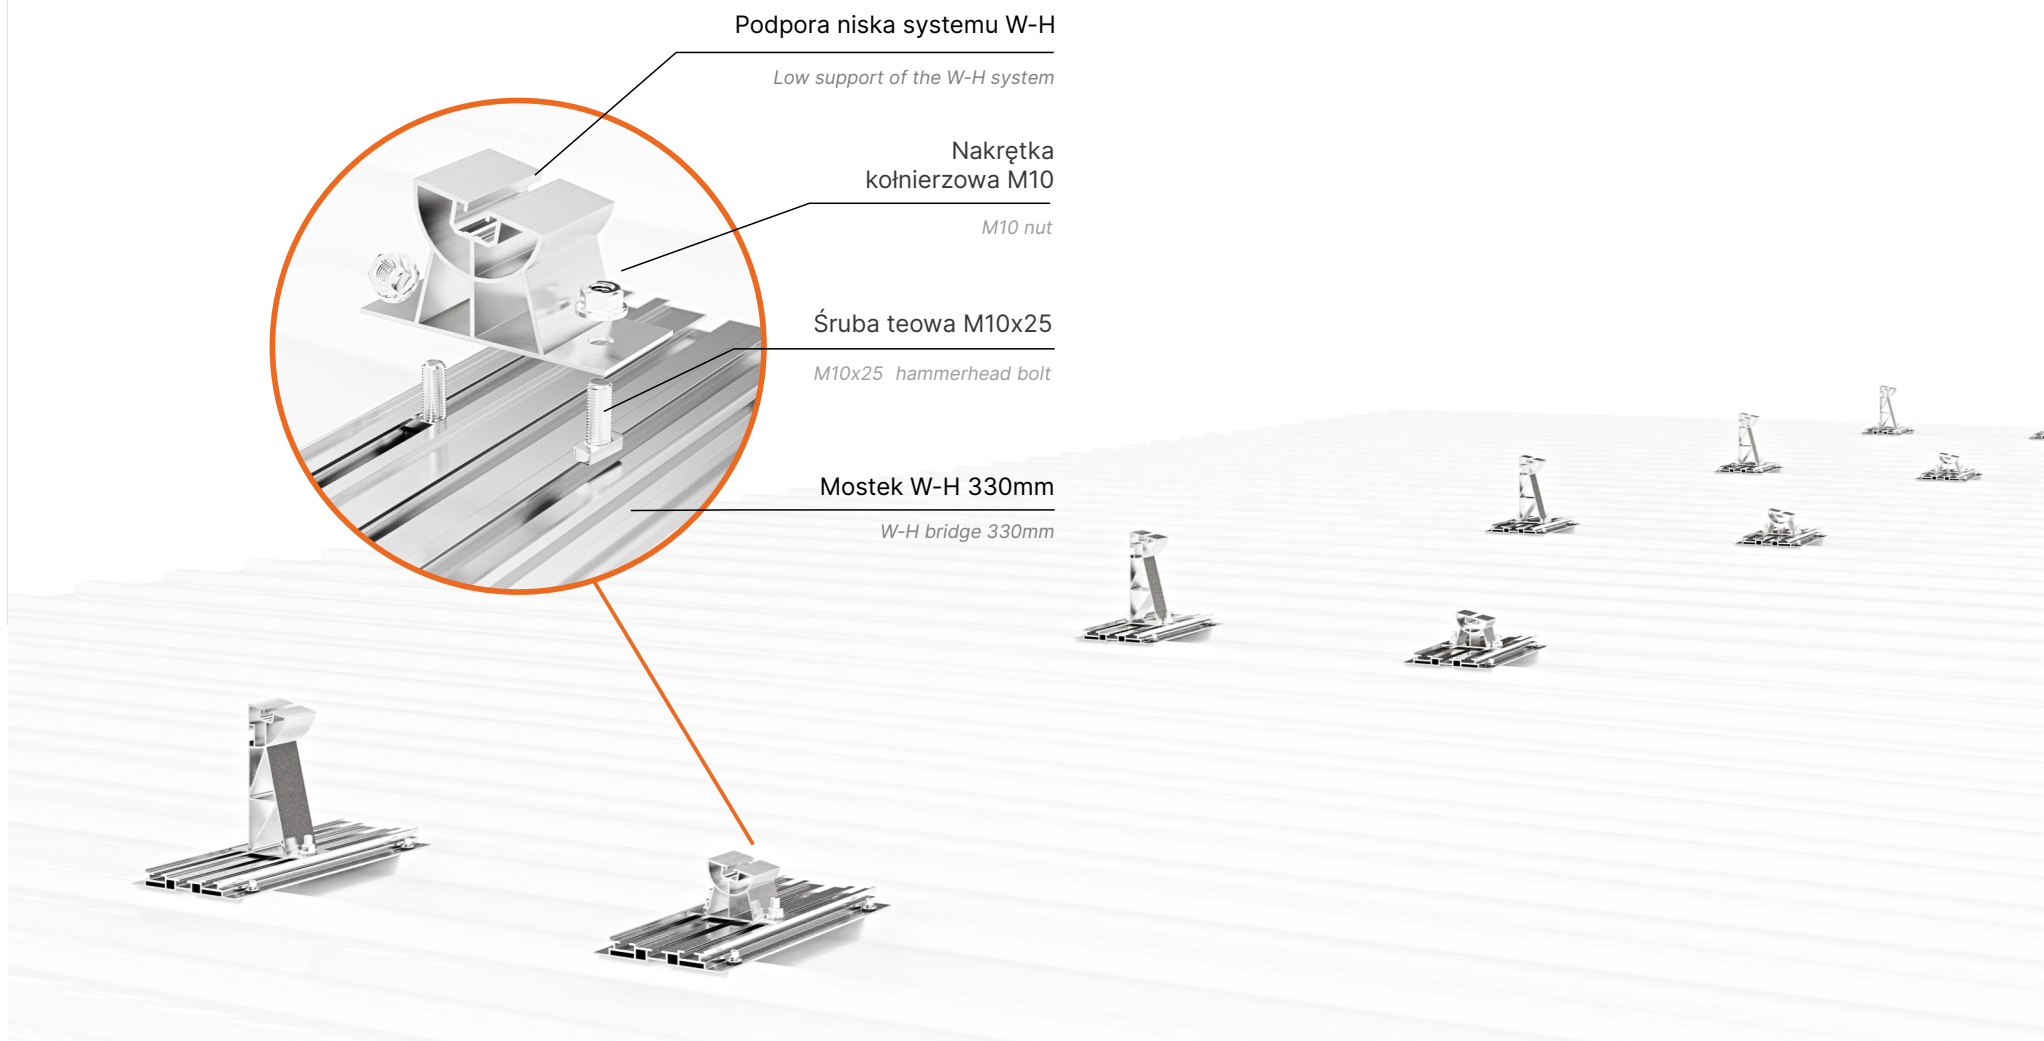 Podpora niska systemu W-H
Low support of the W-H system
Nakrętka
kołnierzowa M10
M10 nut
Śruba teowa M10x25
M10x25 hammerhead bolt
Mostek W-H 330mm
W-H bridge 330mm